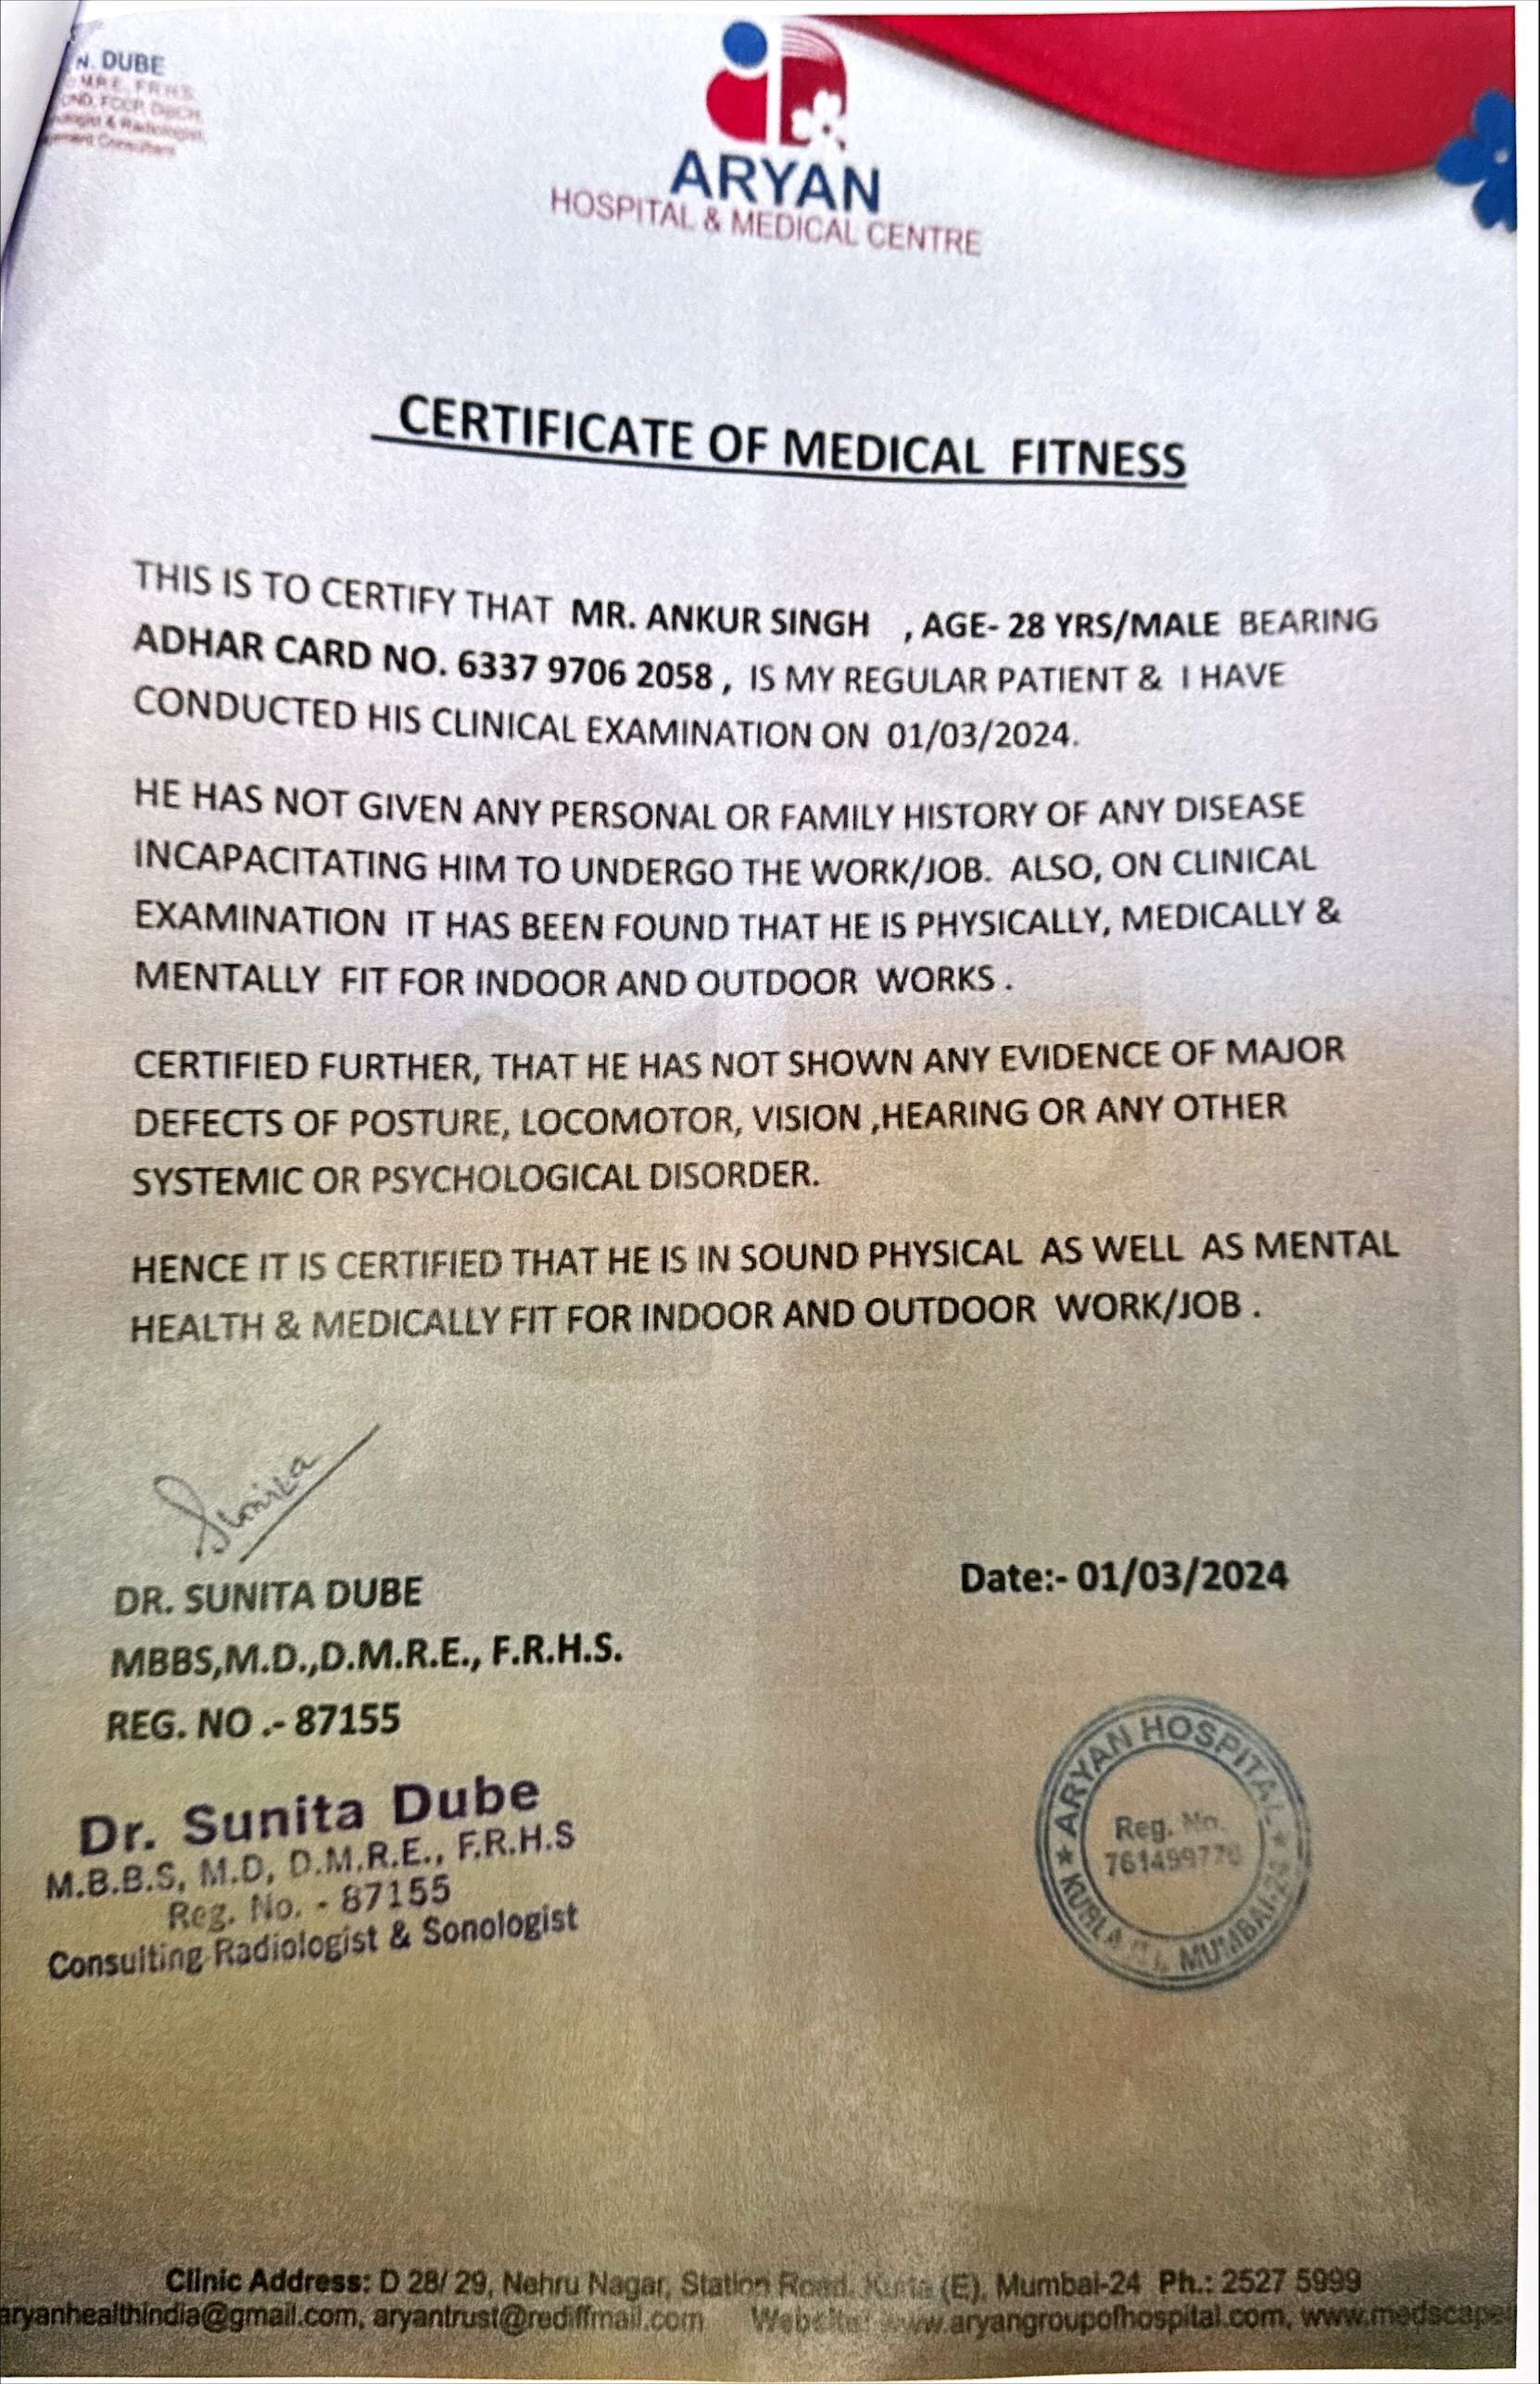 N. DUBE
ARYAN
HOSPITAL & MEDICAL CENTRE
CERTIFICATE OF MEDICAL FITNESS
THIS IS TO CERTIFY THAT MR. ANKUR SINGH , AGE- 28 YRS/MALE BEARING
ADHAR CARD NO. 6337 9706 2058 , IS MY REGULAR PATIENT & I HAVE
CONDUCTED HIS CLINICAL EXAMINATION ON 01/03/2024.
HE HAS NOT GIVEN ANY PERSONAL OR FAMILY HISTORY OF ANY DISEASE
INCAPACITATING HIM TO UNDERGO THE WORK/JOB. ALSO, ON CLINICAL
EXAMINATION IT HAS BEEN FOUND THAT HE IS PHYSICALLY, MEDICALLY &
MENTALLY FIT FOR INDOOR AND OUTDOOR WORKS .
CERTIFIED FURTHER, THAT HE HAS NOT SHOWN ANY EVIDENCE OF MAJOR
DEFECTS OF POSTURE, LOCOMOTOR, VISION ,HEARING OR ANY OTHER
SYSTEMIC OR PSYCHOLOGICAL DISORDER.
HENCE IT IS CERTIFIED THAT HE IS IN SOUND PHYSICAL AS WELL AS MENTAL
HEALTH & MEDICALLY FIT FOR INDOOR AND OUTDOOR WORK/JOB .
Sunita
DR. SUNITA DUBE
MBBS,M.D.,D.M.R.E., F.R.H.S.
REG. NO .- 87155
Date:- 01/03/2024
Dr. Sunita Dube
M.B.B.S, M.D, D.M.R.E., F.R.H.S
Reg. No. - 87155
Consulting Radiologist & Sonologist
ARYAN HOSPITAL
Reg. No.
KURLA MUMBAI-24
Clinic Address: D 28/ 29, Nehru Nagar, Station Road, Kurla (E), Mumbai-24 Ph.: 2527 5999
aryanhealthindia@gmail.com, aryantrust@rediffmail.com Website: www.aryangroupofhospital.com, www.medscape